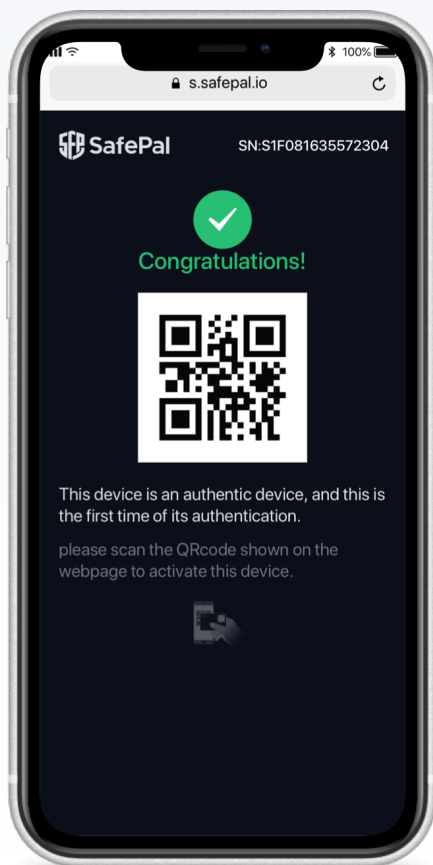 100%
s.safepal.io
SafePal SN:S1F081635572304
Congratulations!
This device is an authentic device, and this is
the first time of its authentication.
please scan the QRcode shown on the
webpage to activate this device.